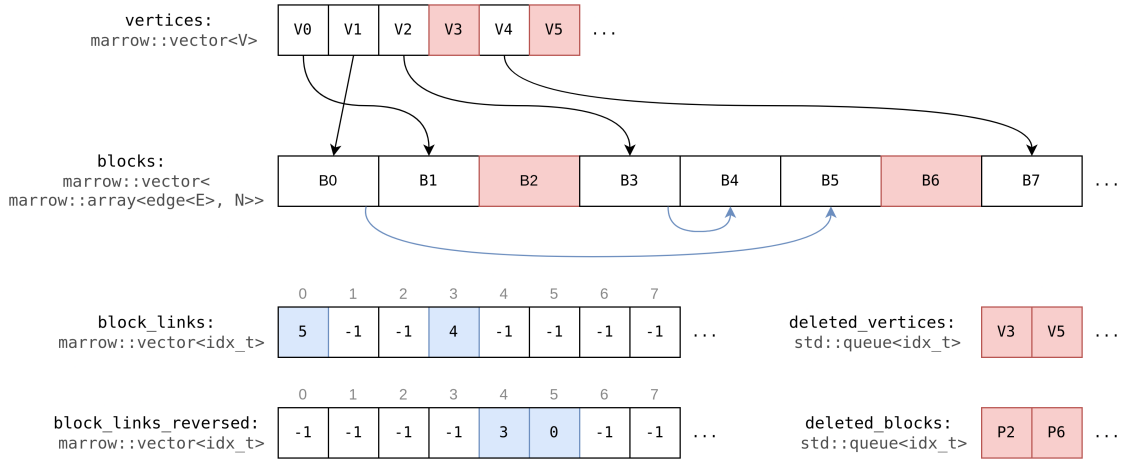 vertices:
marrow::vector<V>
V0 V1 V2 V3 V4 V5 ...
blocks:
marrow::vector<
marrow::array<edge<E>, N>>
B0 B1 B2 B3 B4 B5 B6 B7 ...
0 1 2 3 4 5 6 7
block_links:
marrow::vector<idx_t>
5 -1 -1 4 -1 -1 -1 -1 ...
deleted_vertices:
std::queue<idx_t>
V3 V5 ...
0 1 2 3 4 5 6 7
block_links_reversed:
marrow::vector<idx_t>
-1 -1 -1 -1 3 0 -1 -1 ...
deleted_blocks:
std::queue<idx_t>
P2 P6 ...